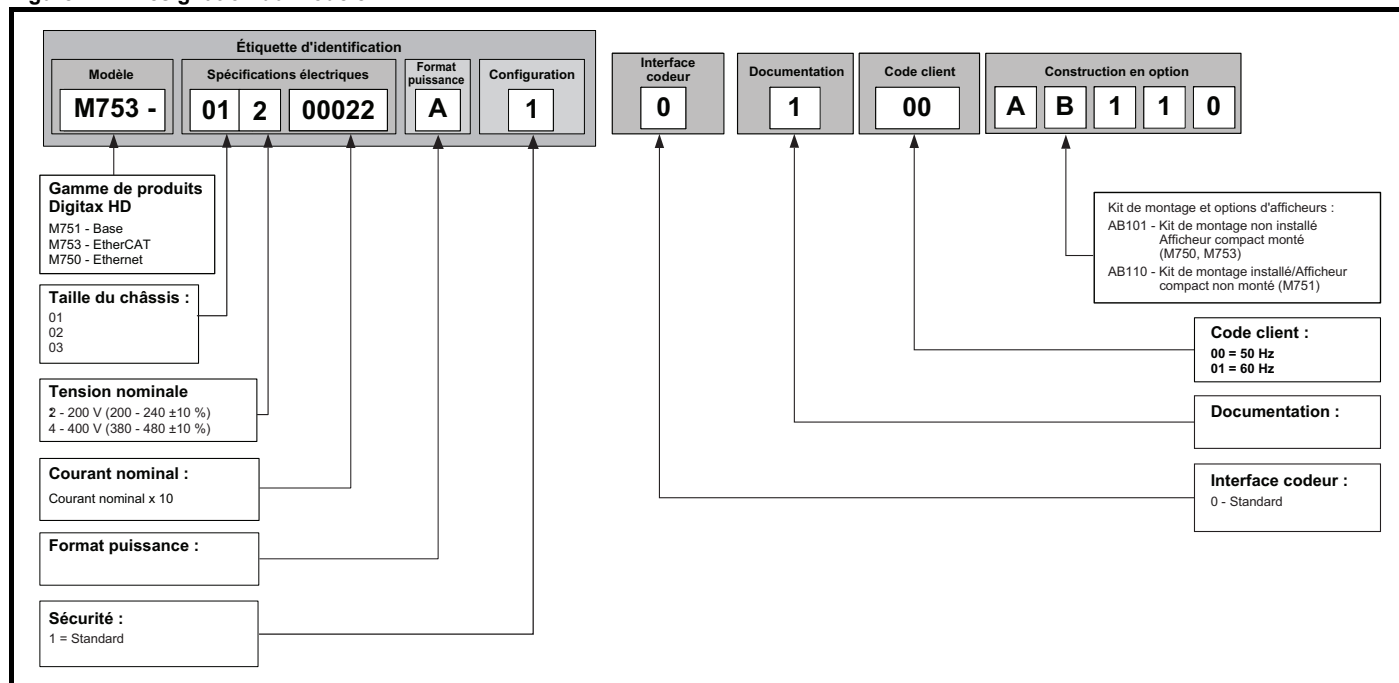 Étiquette d'identification
Modèle
Spécifications électriques
Format
puissance
Configuration
Interface
codeur
Documentation
Code client
Construction en option
M753 -
01 2 00022
A
1
0
1
00
A B 1 1 0
Gamme de produits
Digitax HD
M751 - Base
M753 - EtherCAT
M750 - Ethernet
Taille du châssis :
01
02
03
Tension nominale
2 - 200 V (200 - 240 ±10 %)
4 - 400 V (380 - 480 ±10 %)
Courant nominal :
Courant nominal x 10
Format puissance :
Sécurité :
1 = Standard
Kit de montage et options d'afficheurs :
AB101 - Kit de montage non installé
Afficheur compact monté
(M750, M753)
AB110 - Kit de montage installé/Afficheur
compact non monté (M751)
Code client :
00 = 50 Hz
01 = 60 Hz
Documentation :
Interface codeur :
0 - Standard